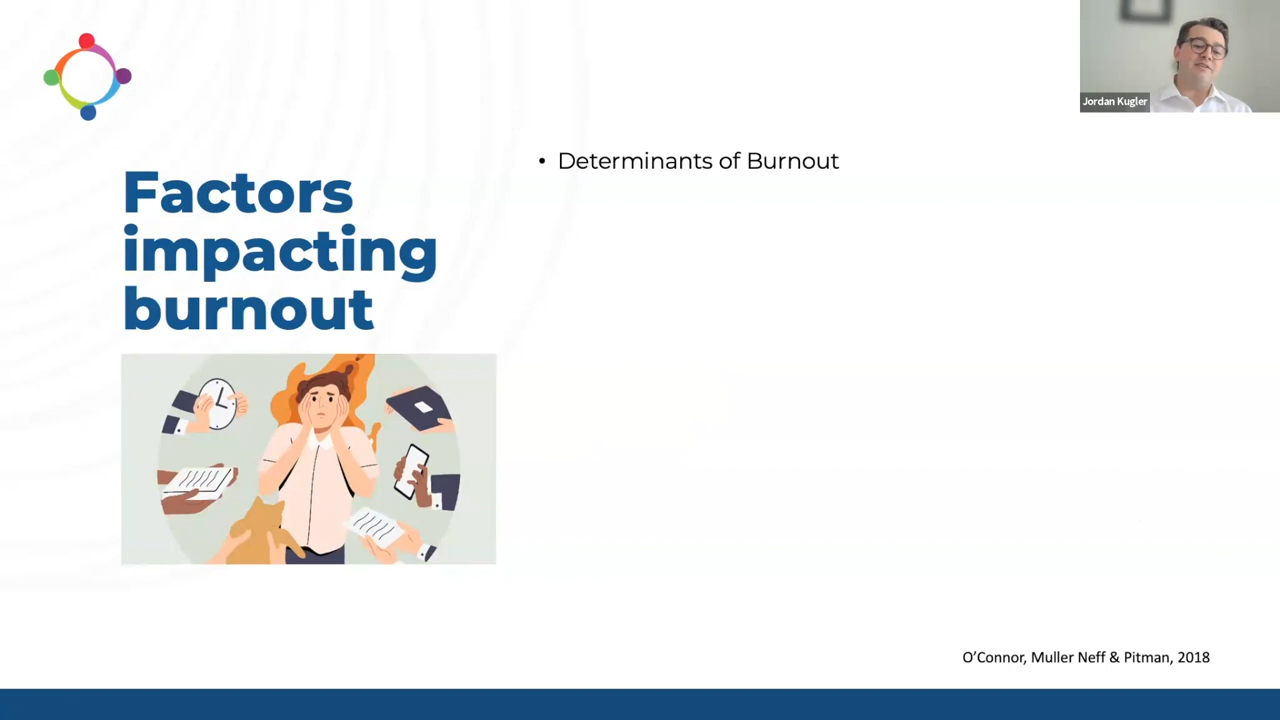 Jordan Kugler
Factors
impacting
burnout
• Determinants of Burnout
O'Connor, Muller Neff & Pitman, 2018